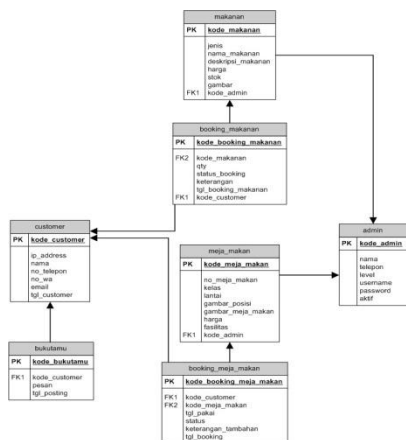 makanan
PK kode_makanan
jenis
nama_makanan
deskripsi_makanan
harga
stok
gambar
FK1 kode_admin
booking_makanan
PK kode_booking_makanan
FK2 kode_makanan
qty
status_booking
keterangan
tgl_booking_makanan
FK1 kode_customer
customer
PK kode_customer
ip_address
nama
no_telepon
no_wa
email
tgl_customer
meja_makan
PK kode_meja_makan
no_meja_makan
kelas
lantai
gambar_posisi
gambar_meja_makan
harga
FK1 kode_admin
fasilitas
admin
PK kode_admin
nama
telepon
level
username
password
aktif
bukutamu
PK kode_bukutamu
FK1 kode_customer
pesan
tgl_posting
booking_meja_makan
PK kode_booking_meja_makan
FK1 kode_customer
FK2 kode_meja_makan
tgl_pakai
status
keterangan_tambahan
tgl_booking